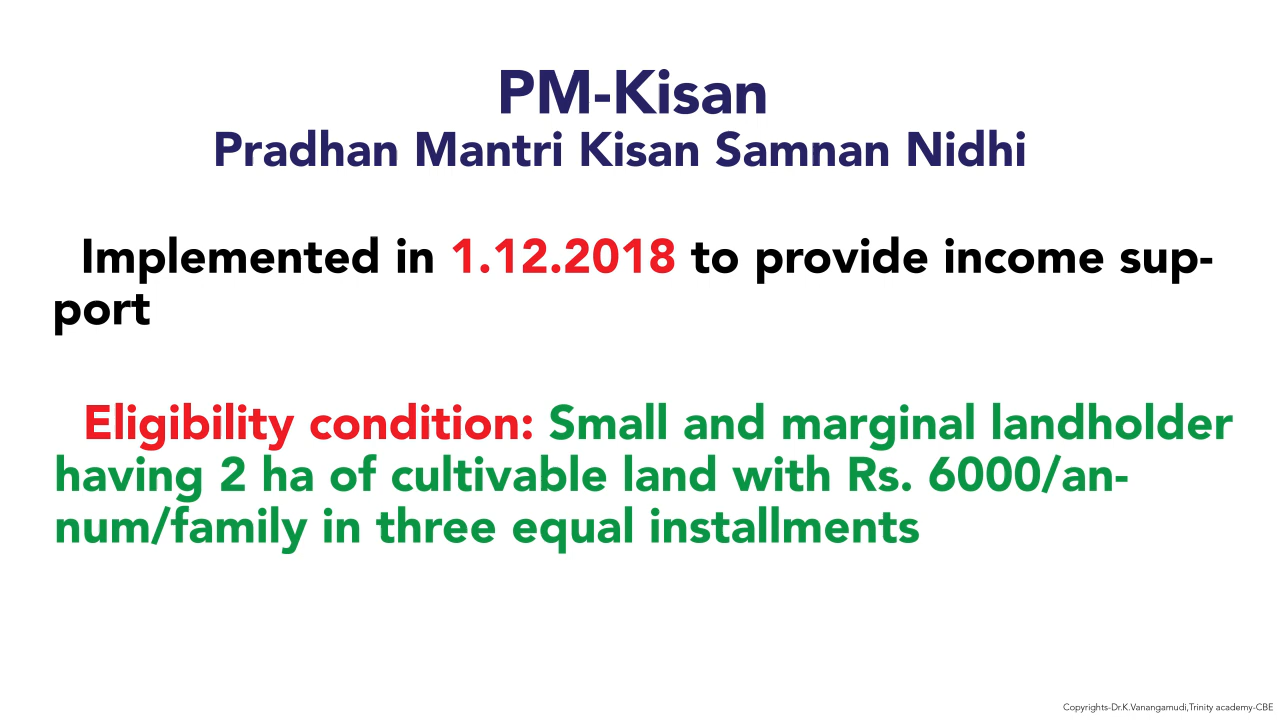 PM-Kisan
Pradhan Mantri Kisan Samnan Nidhi
Implemented in 1.12.2018 to provide income sup-
port
Eligibility condition: Small and marginal landholder
having 2 ha of cultivable land with Rs. 6000/an-
num/family in three equal installments
Copyrights-Dr.K.Vanangamudi,Trinity academy-CBE